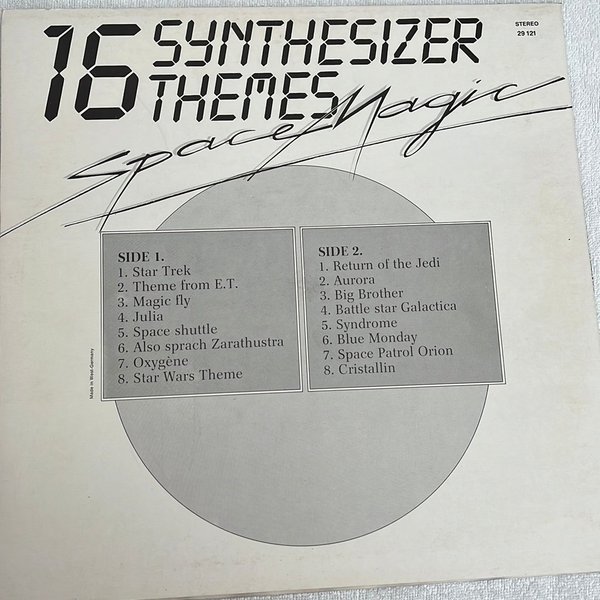 16 SYNTHESIZER
THEMES
Space Magic
STEREO
29 121
SIDE 1.
1. Star Trek
2. Theme from E.T.
3. Magic fly
4. Julia
5. Space shuttle
6. Also sprach Zarathustra
7. Oxygène
8. Star Wars Theme
SIDE 2.
1. Return of the Jedi
2. Aurora
3. Big Brother
4. Battle star Galactica
5. Syndrome
6. Blue Monday
7. Space Patrol Orion
8. Cristallin
Made in West-Germany